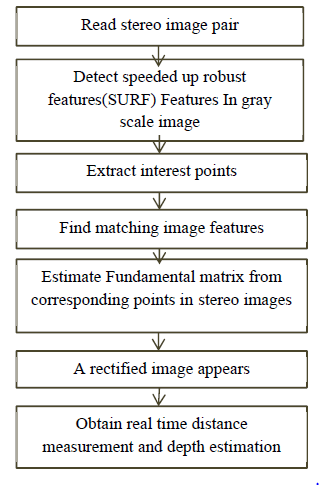 Read stereo image pair
Detect speeded up robust
features(SURF) Features In gray
scale image
Extract interest points
Find matching image features
Estimate Fundamental matrix from
corresponding points in stereo images
A rectified image appears
Obtain real time distance
measurement and depth estimation
.